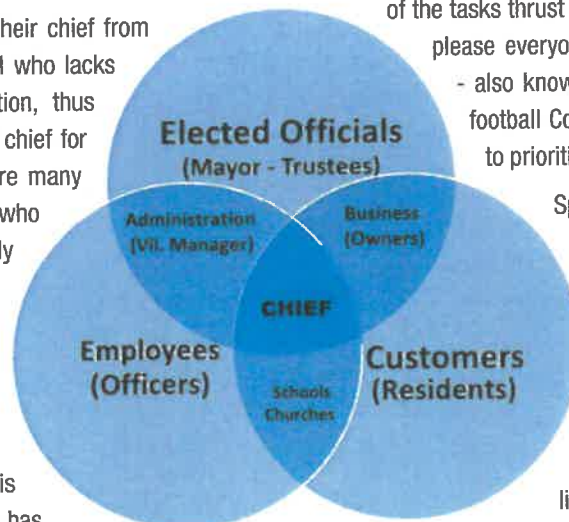 heir chief from
who lacks
tion, thus
chief for
re many
who
ly
is
has
Elected Officials
(Mayor - Trustees)
Administration
(Vil. Manager)
Business
(Owners)
CHIEF
Employees
(Officers)
Customers
(Residents)
Schools
Churches
of the tasks thrust
please everyo
- also know
football Co
to prioriti
Sp
li